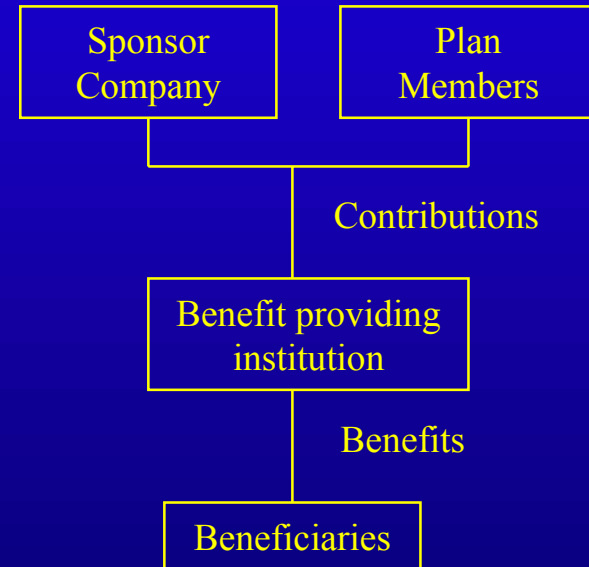 Sponsor
Company
Plan
Members
Contributions
Benefit providing
institution
Benefits
Beneficiaries